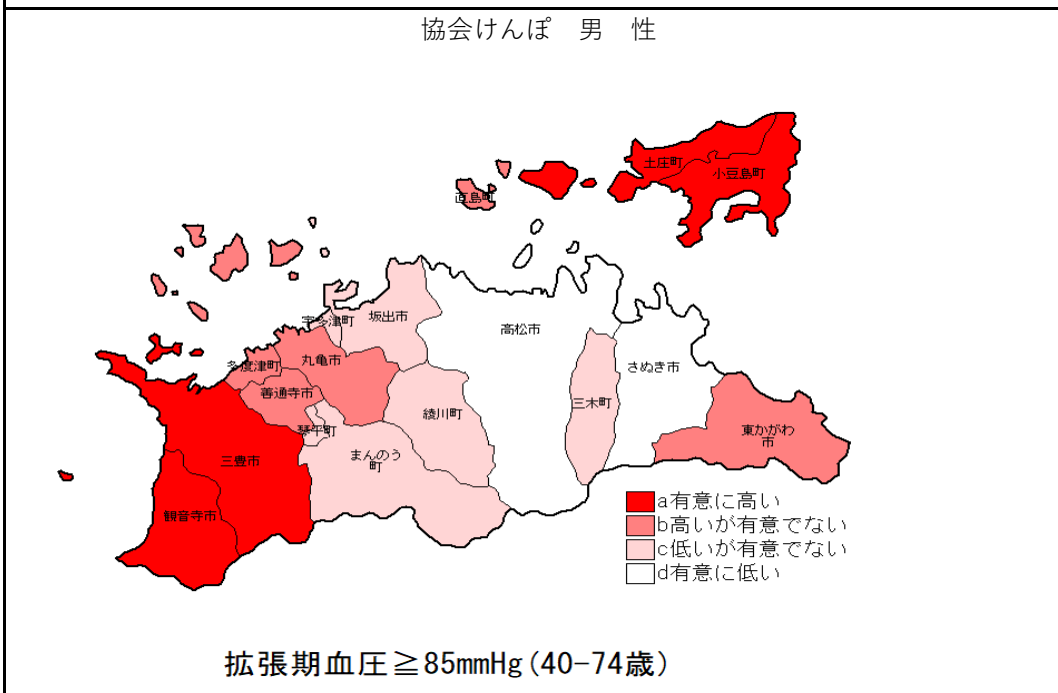 協会けんぽ　男　性
土庄町
小豆島町
直島町
宇多津町
坂出市
高松市
多度津町
丸亀市
さぬき市
善通寺市
三木町
綾川町
琴平町
東かがわ
市
まんのう
町
三豊市
観音寺市
a有意に高い
b高いが有意でない
c低いが有意でない
d有意に低い
拡張期血圧≧85mmHg(40-74歳)